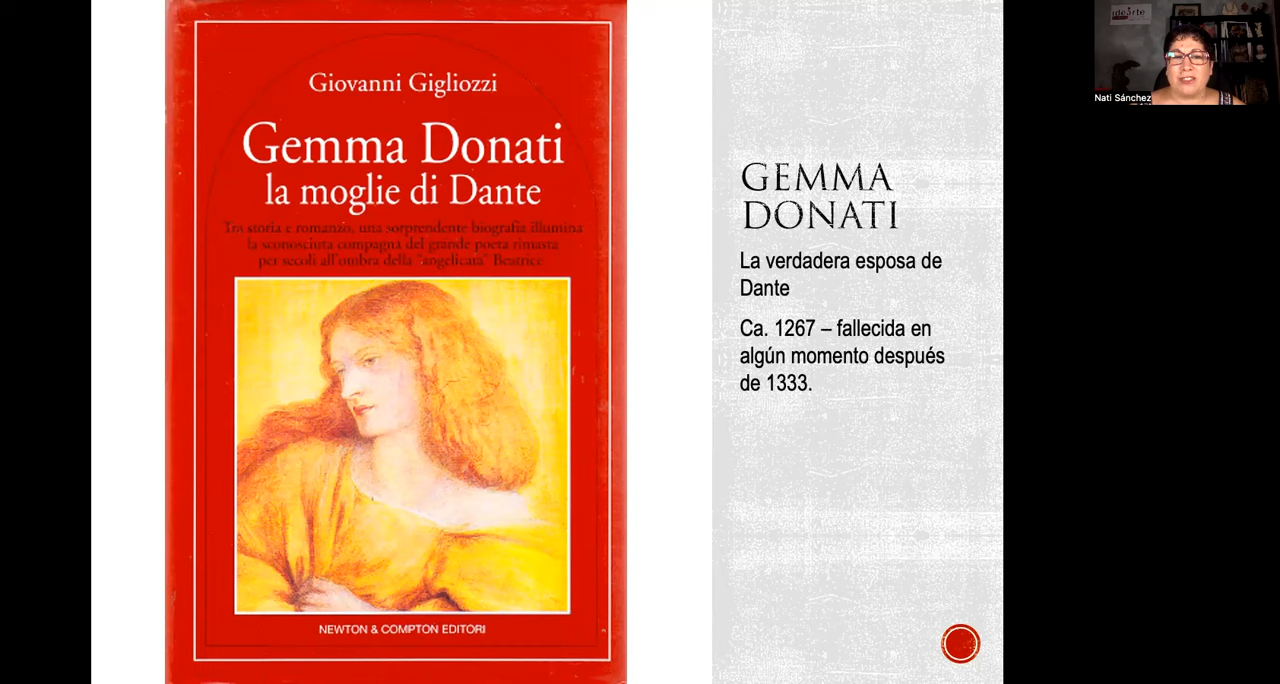 Giovanni Gigliozzi
Gemma Donati
la moglie di Dante
Tra storia e romanzo, una sorprendente biografia illumina
la sconosciuta compagna del grande poeta rimasta
per secoli all'ombra della "angelicata" Beatrice
NEWTON & COMPTON EDITORI
GEMMA
DONATI
La verdadera esposa de
Dante
Ca. 1267 – fallecida en
algún momento después
de 1333.
idearte
Nati Sánchez